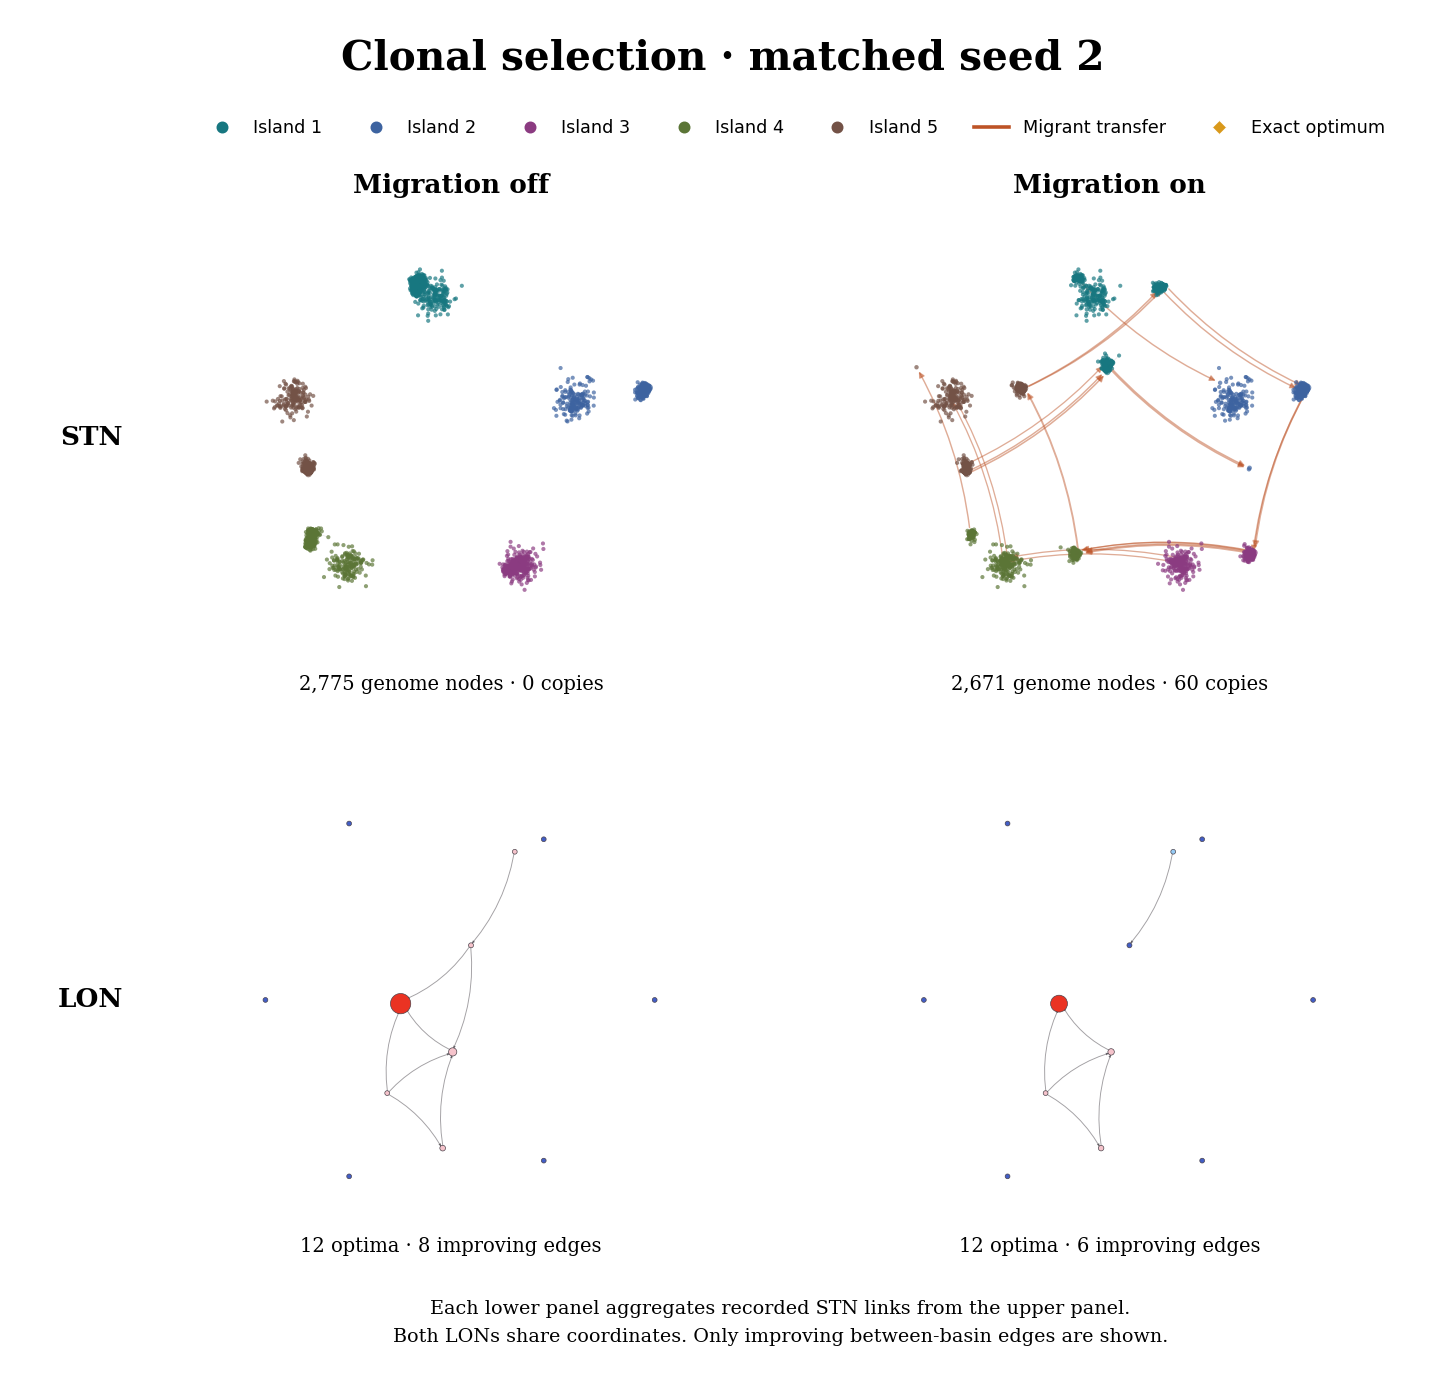 Clonal selection · matched seed 2
Island 1 Island 2 Island 3 Island 4 Island 5 Migrant transfer Exact optimum
Migration off Migration on
STN
2,775 genome nodes · 0 copies 2,671 genome nodes · 60 copies
LON
12 optima · 8 improving edges 12 optima · 6 improving edges
Each lower panel aggregates recorded STN links from the upper panel.
Both LONs share coordinates. Only improving between-basin edges are shown.